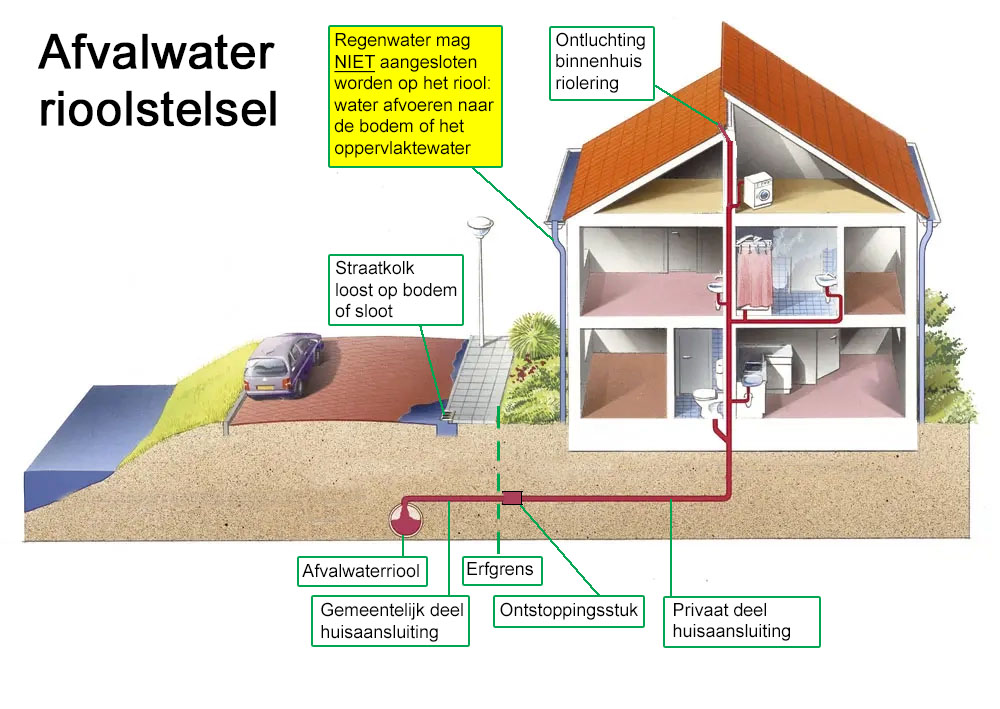 Afvalwater
rioolstelsel
Regenwater mag
NIET aangesloten
worden op het riool:
water afvoeren naar
de bodem of het
oppervlaktewater
Ontluchting
binnenhuis
riolering
Straatkolk
loost op bodem
of sloot
Afvalwaterriool
Erfgrens
Gemeentelijk deel
huisaansluiting
Ontstoppingsstuk
Privaat deel
huisaansluiting